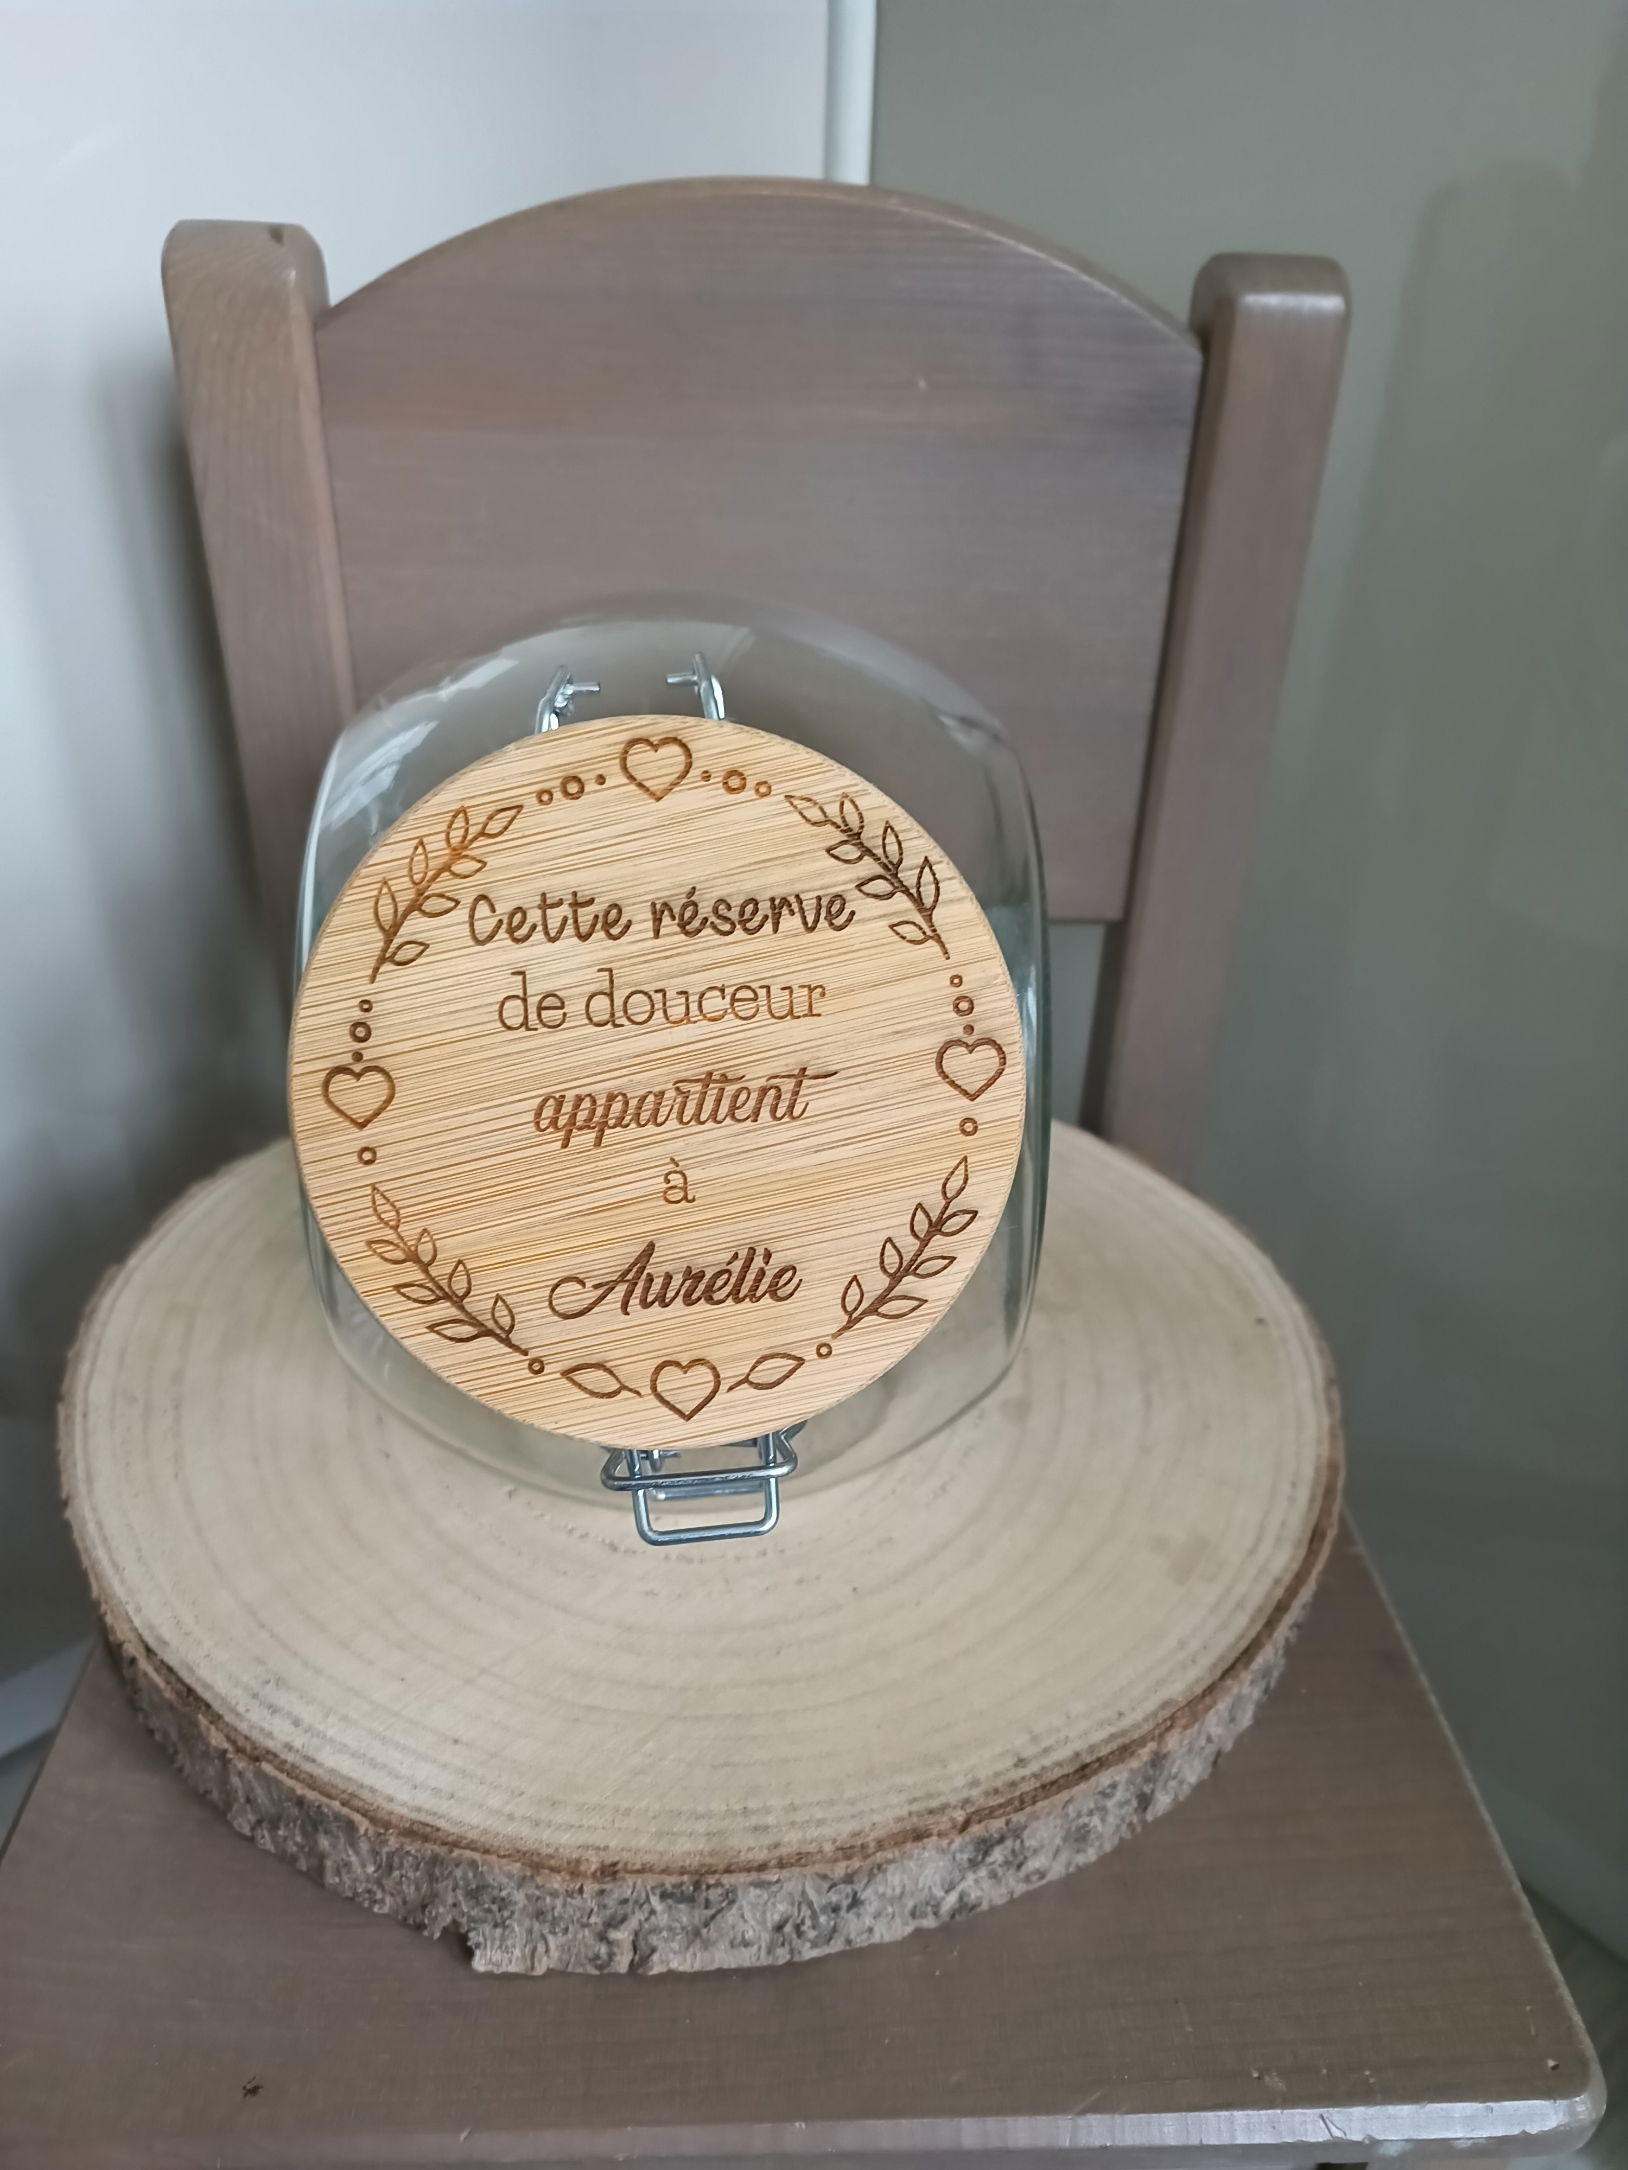 Cette réserve
de douceur
appartient
à
Aurélie